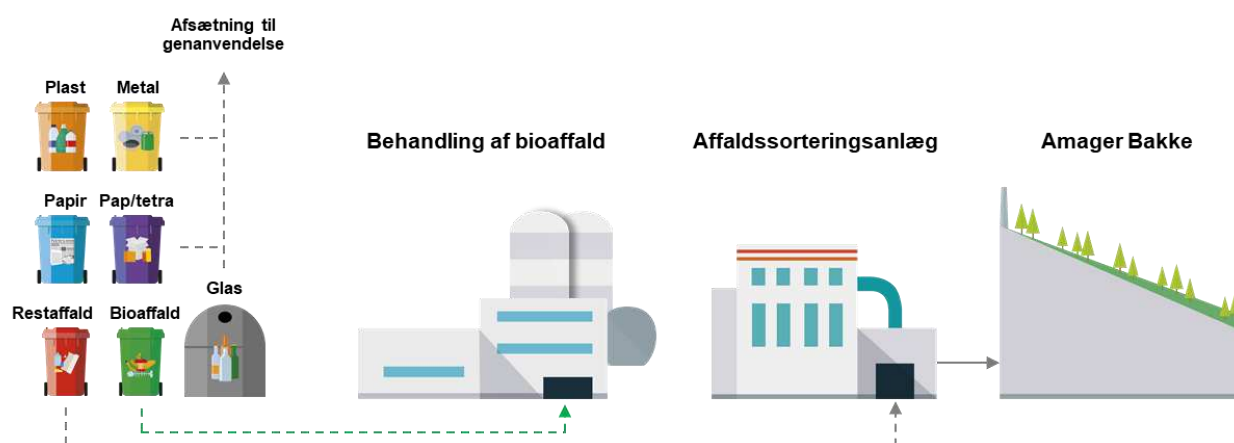 Afsætning til
genanvendelse
Plast
Metal
Behandling af bioaffald
Affaldssorteringsanlæg
Amager Bakke
Papir
Pap/tetra
Glas
Restaffald
Bioaffald